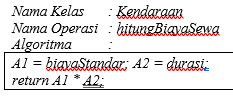 Nama Kelas : Kendaraan
Nama Operasi : hitungBiayaSewa
Algoritma :
A1 = biayaStandar; A2 = durasi;
return A1 * A2;